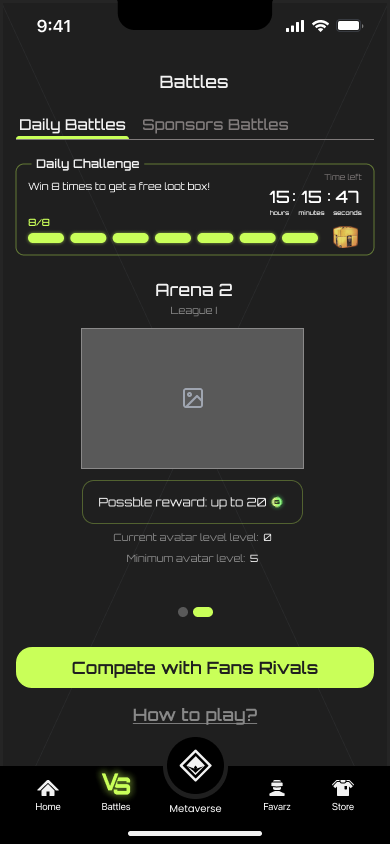 9:41
Battles
Daily Battles Sponsors Battles
Daily Challenge
Time left
Win 8 times to get a free loot box!
15 : 15 : 47
hours minutes seconds
8/8
Arena 2
League I
Possble reward: up to 20
Current avatar level level: 0
Minimum avatar level: 5
Compete with Fans Rivals
How to play?
VS
Home Battles Metaverse Favarz Store